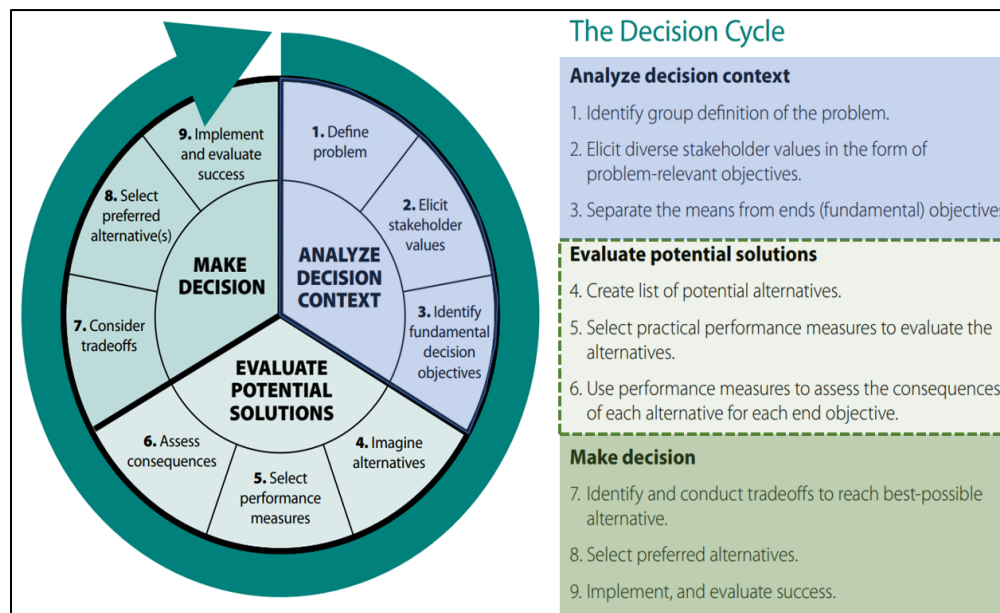 9. Implement
and evaluate
success
1. Define
problem
8. Select
preferred
alternative(s)
2. Elicit
stakeholder
values
MAKE
DECISION
ANALYZE
DECISION
CONTEXT
7. Consider
tradeoffs
3. Identify
fundamental
decision
objectives
EVALUATE
POTENTIAL
SOLUTIONS
6. Assess
consequences
5. Select
performance
measures
4. Imagine
alternatives
The Decision Cycle
Analyze decision context
1. Identify group definition of the problem.
2. Elicit diverse stakeholder values in the form of
problem-relevant objectives.
3. Separate the means from ends (fundamental) objectives
Evaluate potential solutions
4. Create list of potential alternatives.
5. Select practical performance measures to evaluate the
alternatives.
6. Use performance measures to assess the consequences
of each alternative for each end objective.
Make decision
7. Identify and conduct tradeoffs to reach best-possible
alternative.
8. Select preferred alternatives.
9. Implement, and evaluate success.